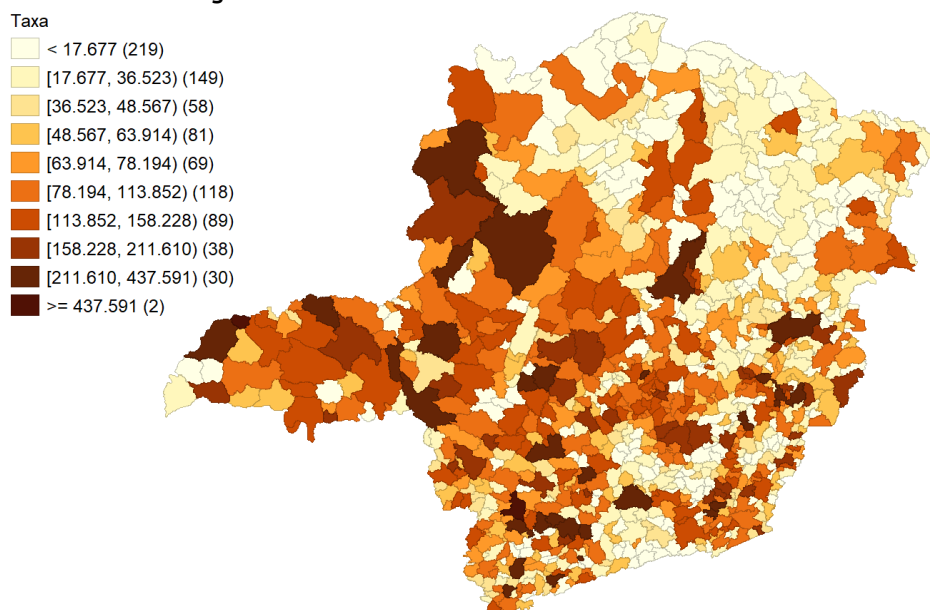 Taxa
< 17.677 (219)
[17.677, 36.523) (149)
[36.523, 48.567) (58)
[48.567, 63.914) (81)
[63.914, 78.194) (69)
[78.194, 113.852) (118)
[113.852, 158.228) (89)
[158.228, 211.610) (38)
[211.610, 437.591) (30)
>= 437.591 (2)